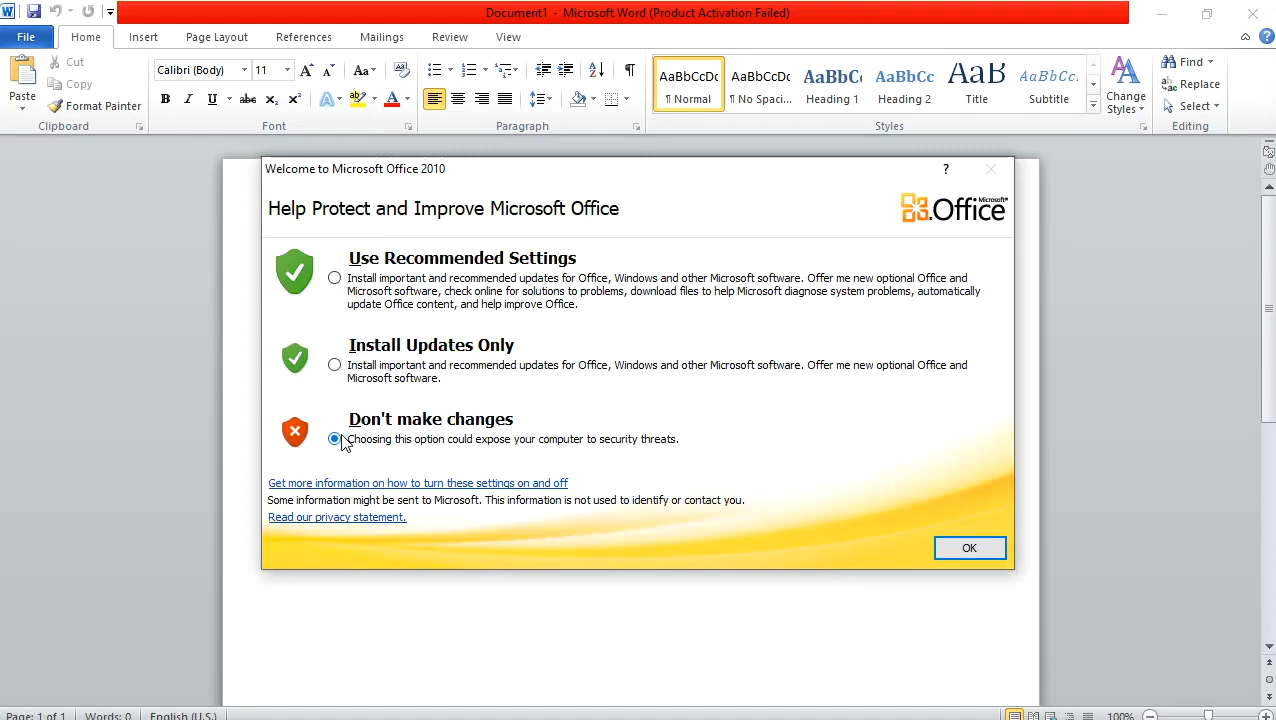 Document1 - Microsoft Word (Product Activation Failed)
File Home Insert Page Layout References Mailings Review View
Paste
Cut
Copy
Format Painter
Clipboard
Calibri (Body) 11
Font
Paragraph
AaBbCcDc AaBbCcDc AaBbCc AaBbCc AaB AaBbCc.
¶ Normal ¶ No Spaci... Heading 1 Heading 2 Title Subtitle
Change
Styles
Styles
Find
Replace
Select
Editing
Welcome to Microsoft Office 2010
Help Protect and Improve Microsoft Office
Microsoft®
Office
Use Recommended Settings
Install important and recommended updates for Office, Windows and other Microsoft software. Offer me new optional Office and
Microsoft software, check online for solutions to problems, download files to help Microsoft diagnose system problems, automatically
update Office content, and help improve Office.
Install Updates Only
Install important and recommended updates for Office, Windows and other Microsoft software. Offer me new optional Office and
Microsoft software.
Don't make changes
Choosing this option could expose your computer to security threats.
Get more information on how to turn these settings on and off
Some information might be sent to Microsoft. This information is not used to identify or contact you.
Read our privacy statement.
OK
Page: 1 of 1 Words: 0 English (U.S.) 100%